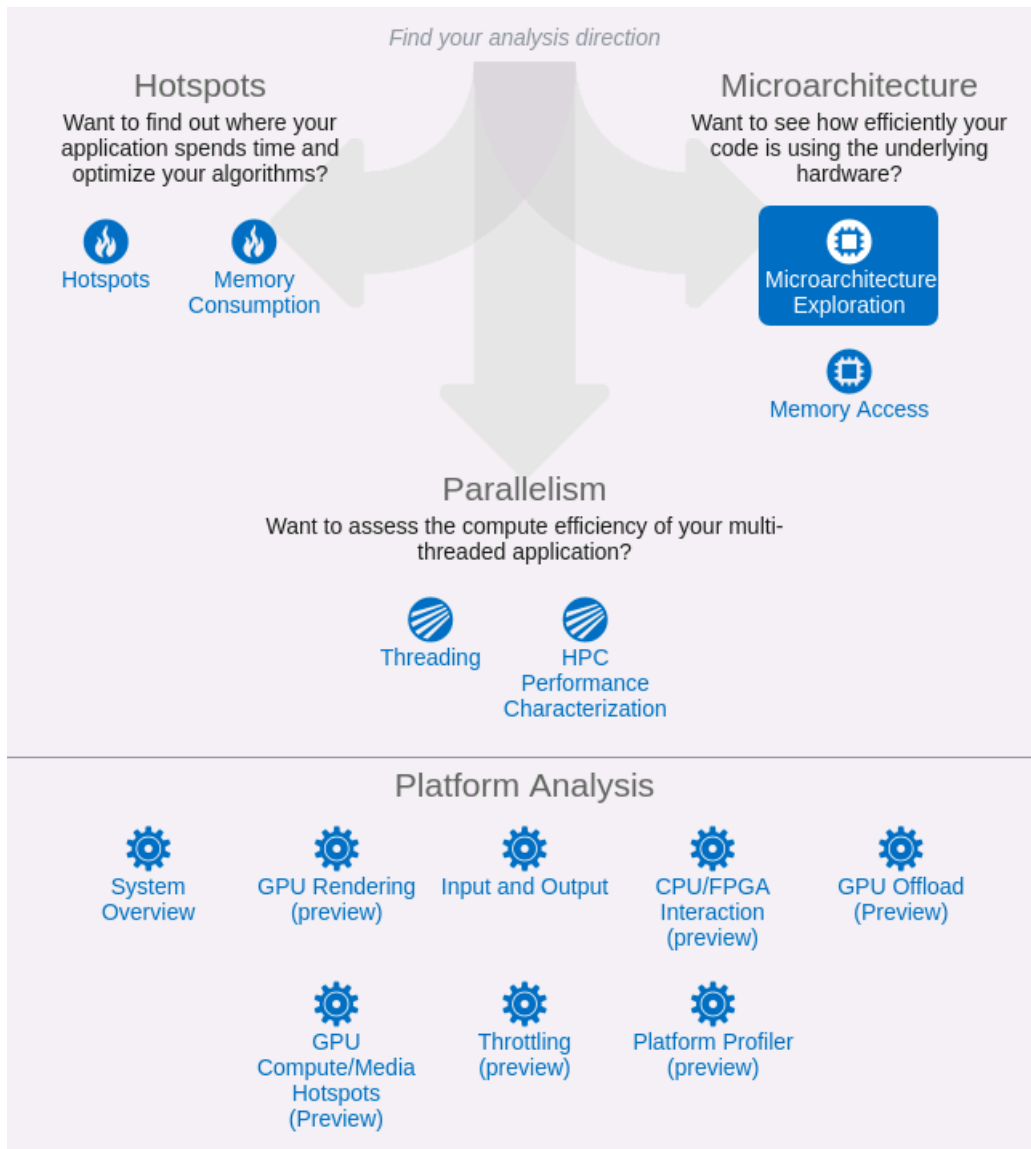 Find your analysis direction
Hotspots
Want to find out where your
application spends time and
optimize your algorithms?
Hotspots
Memory
Consumption
Microarchitecture
Want to see how efficiently your
code is using the underlying
hardware?
Microarchitecture
Exploration
Memory Access
Parallelism
Want to assess the compute efficiency of your multi-
threaded application?
Threading
HPC
Performance
Characterization
Platform Analysis
System
Overview
GPU Rendering
(preview)
Input and Output
CPU/FPGA
Interaction
(preview)
GPU Offload
(Preview)
GPU
Compute/Media
Hotspots
(Preview)
Throttling
(preview)
Platform Profiler
(preview)